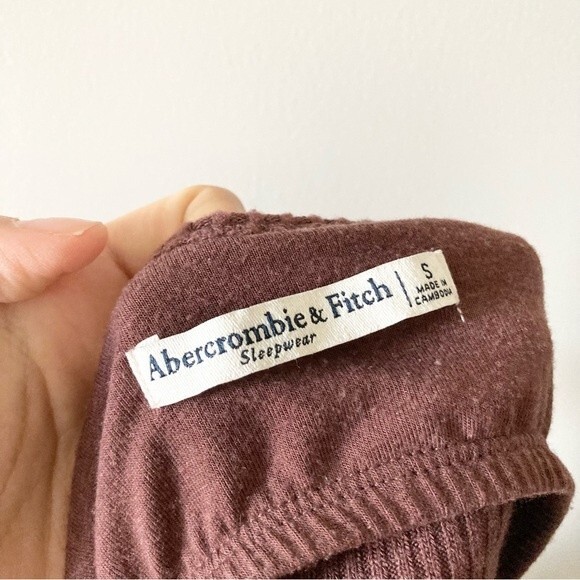 Abercrombie & Fitch
Sleepwear
S
MADE IN
CAMBODIA